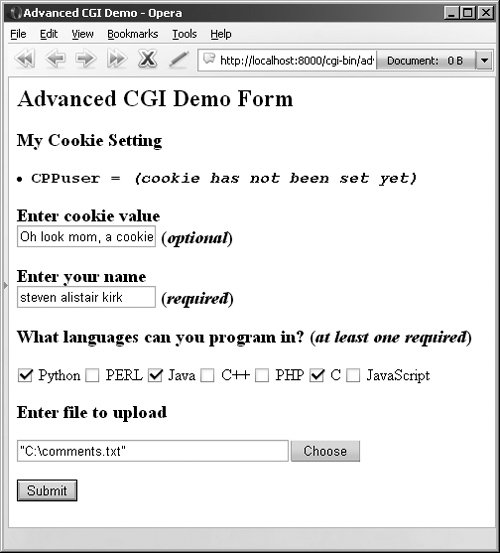 Advanced CGI Demo - Opera
File Edit View Bookmarks Tools Help
http://localhost:8000/cgi-bin/adv Document: 0 B
Advanced CGI Demo Form
My Cookie Setting
• CPPuser = (cookie has not been set yet)
Enter cookie value
Oh look mom, a cookie (optional)
Enter your name
steven alistair kirk (required)
What languages can you program in? (at least one required)
Python PERL Java C++ PHP C JavaScript
Enter file to upload
"C:\comments.txt" Choose
Submit